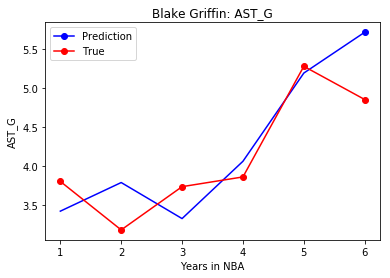 Blake Griffin: AST_G
Prediction
True
5.5
5.0
4.5
4.0
3.5
AST_G
1 2 3 4 5 6
Years in NBA